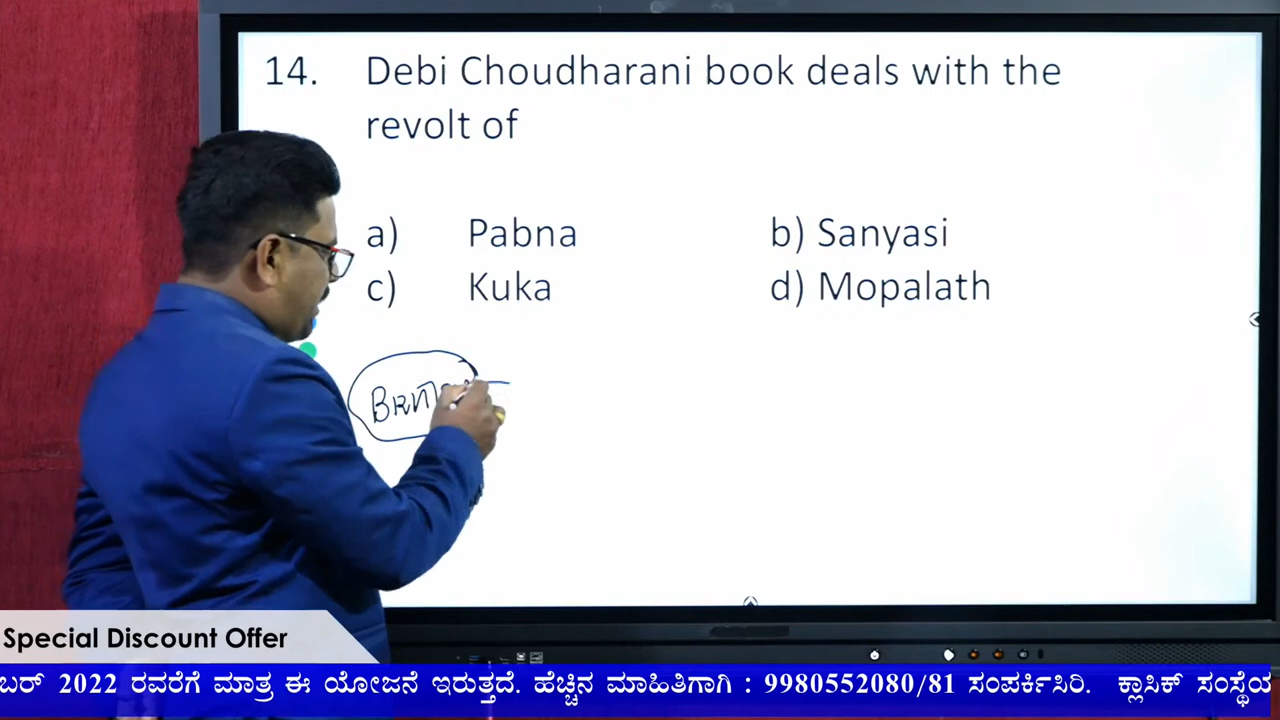 14. Debi Choudharani book deals with the
revolt of
a) Pabna b) Sanyasi
c) Kuka d) Mopalath
Special Discount Offer
ಬರ್ 2022 ರವರೆಗೆ ಮಾತ್ರ ಈ ಯೋಜನೆ ಇರುತ್ತದೆ. ಹೆಚ್ಚಿನ ಮಾಹಿತಿಗಾಗಿ : 9980552080/81 ಸಂಪರ್ಕಿಸಿರಿ. ಕ್ಲಾಸಿಕ್ ಸಂಸ್ಥೆಯ